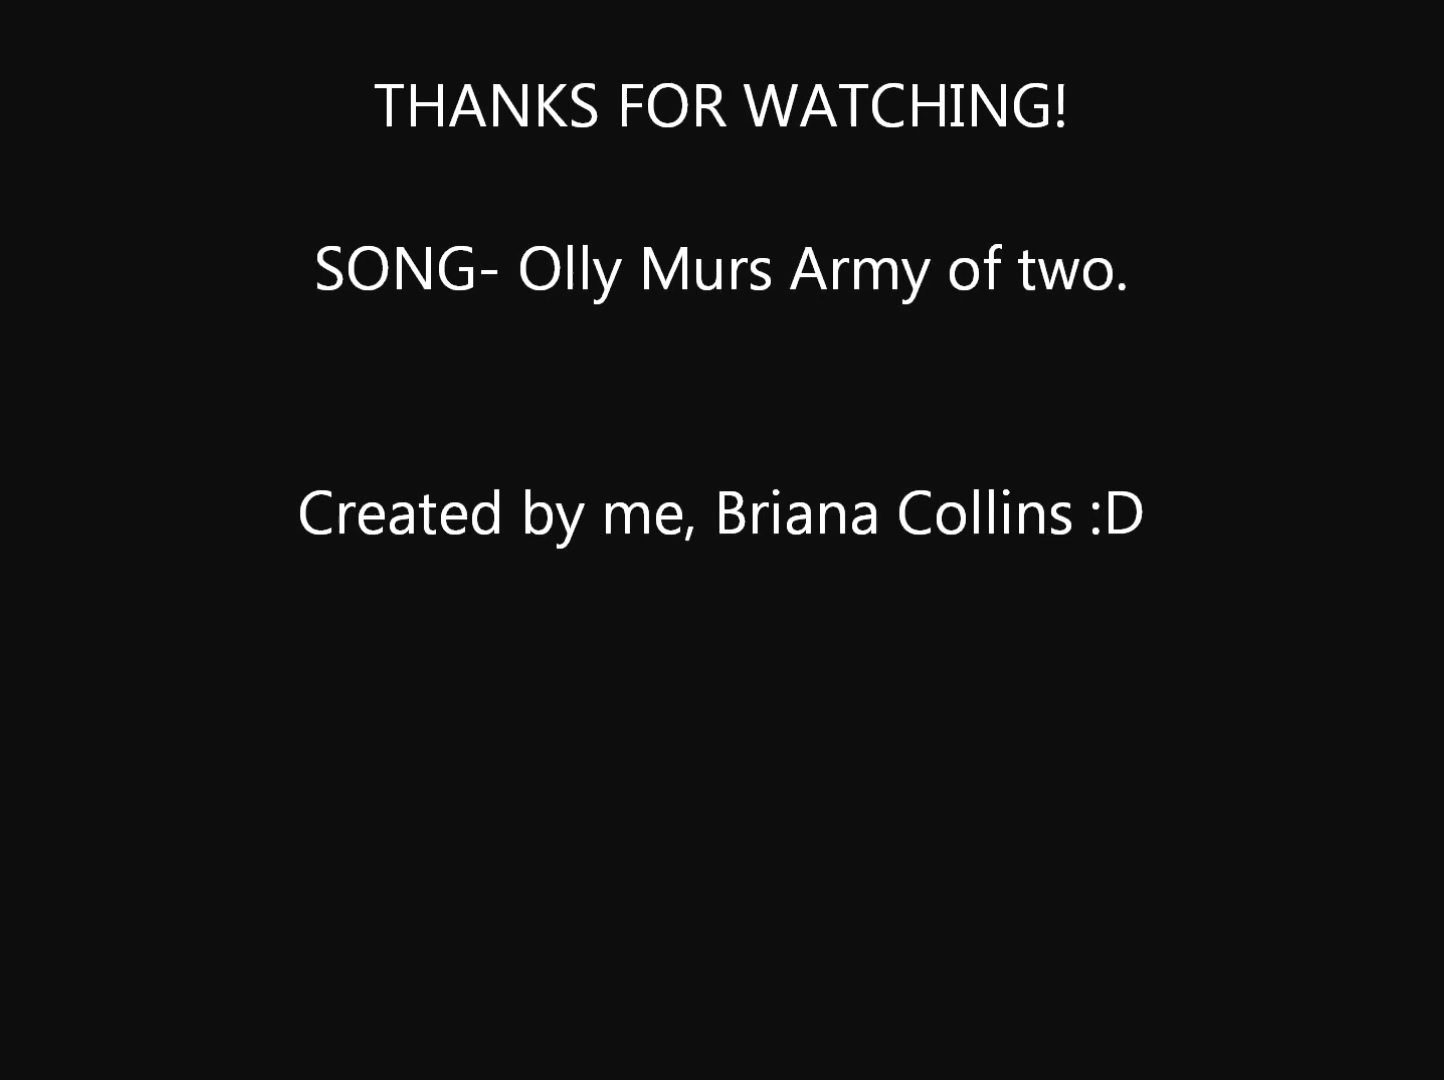 THANKS FOR WATCHING!
SONG- Olly Murs Army of two.
Created by me, Briana Collins :D